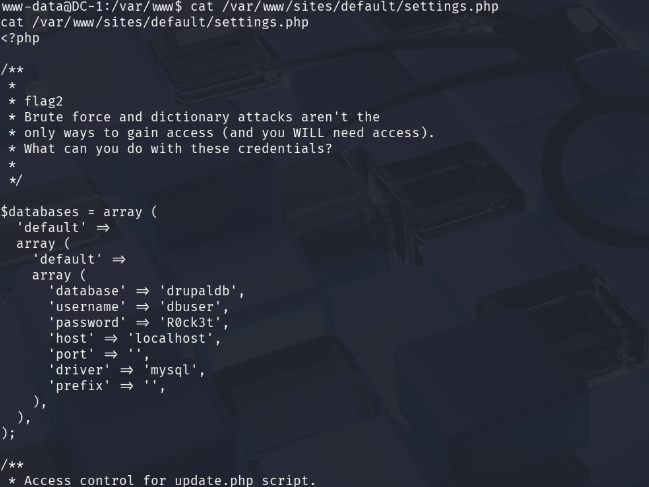 www-data@DC-1:/var/www$ cat /var/www/sites/default/settings.php
cat /var/www/sites/default/settings.php
<?php

/**
 *
 * flag2
 * Brute force and dictionary attacks aren't the
 * only ways to gain access (and you WILL need access).
 * What can you do with these credentials?
 *
 */

$databases = array (
  'default' =>
  array (
    'default' =>
    array (
      'database' => 'drupaldb',
      'username' => 'dbuser',
      'password' => 'R0ck3t',
      'host' => 'localhost',
      'port' => '',
      'driver' => 'mysql',
      'prefix' => '',
    ),
  ),
);

/**
 * Access control for update.php script.